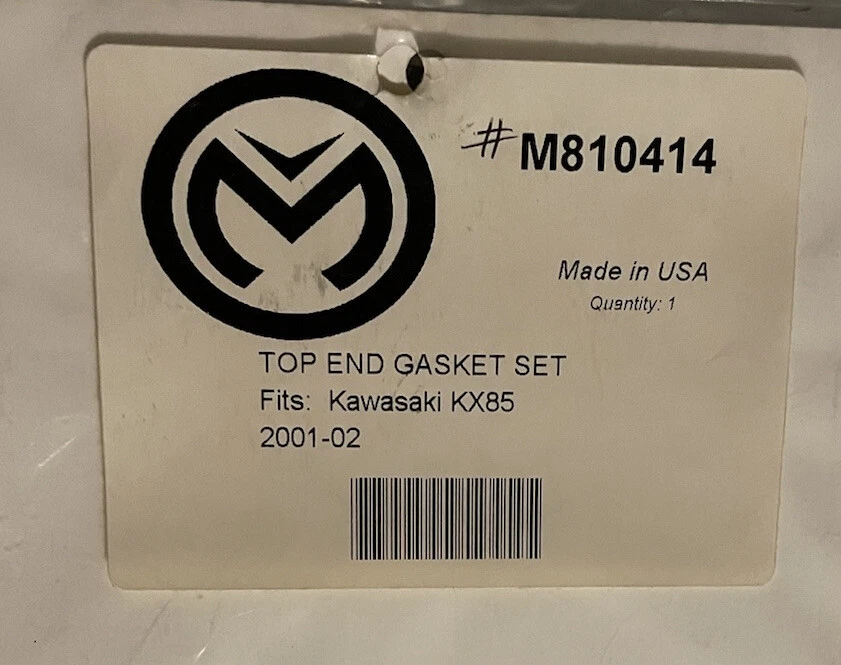 #M810414
Made in USA
Quantity: 1
TOP END GASKET SET
Fits: Kawasaki KX85
2001-02